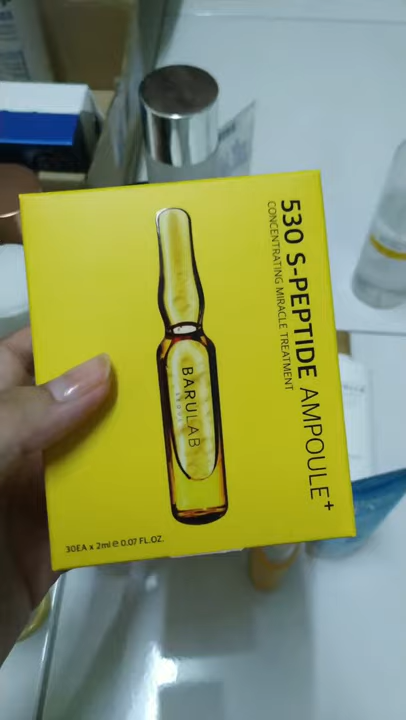 530 S-PEPTIDE AMPOULE+
CONCENTRATING MIRACLE TREATMENT
BARULAB
30EA x 2ml e 0.07 FL.OZ.